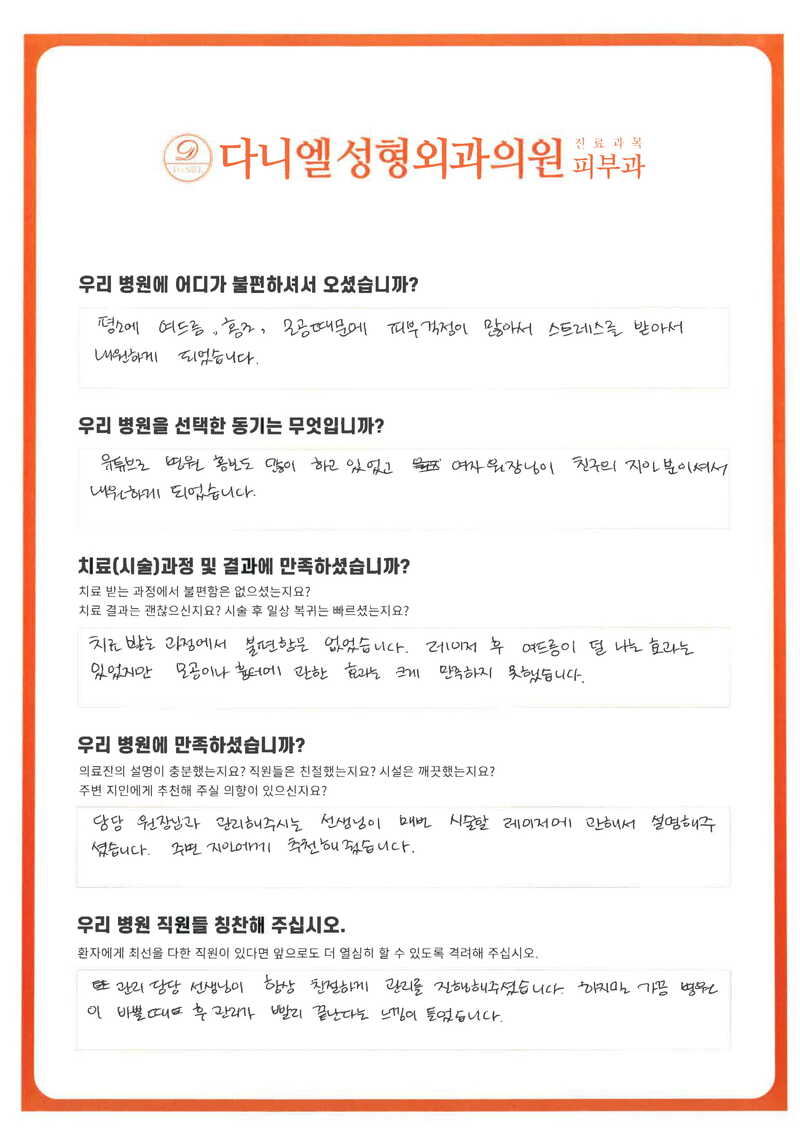 다니엘성형외과의원
진료과목
피부과
우리 병원에 어디가 불편하셔서 오셨습니까?
평소에 여드름, 홍조, 모공때문에 피부걱정이 많아서 스트레스를 받아서
내원하게 되었습니다.
우리 병원을 선택한 동기는 무엇입니까?
유튜브로 병원 홍보도 많이 하고 있었고 여자 원장님이 친구의 지인분이셔서
내원하게 되었습니다.
치료(시술)과정 및 결과에 만족하셨습니까?
치료 받는 과정에서 불편함은 없으셨는지요?
치료 결과는 괜찮으신지요? 시술 후 일상 복귀는 빠르셨는지요?
치료 받는 과정에서 불편함은 없었습니다. 레이저 후 여드름이 덜 나는 효과는
있었지만 모공이나 흉터에 관한 효과는 크게 만족하지 못했습니다.
우리 병원에 만족하셨습니까?
의료진의 설명이 충분했는지요? 직원들은 친절했는지요? 시설은 깨끗했는지요?
주변 지인에게 추천해 주실 의향이 있으신지요?
담당 원장님과 관리해주시는 선생님이 매번 시술할 레이저에 관해서 설명해주
셨습니다. 주변 지인에게 추천해 줬습니다.
우리 병원 직원들 칭찬해 주십시오.
환자에게 최선을 다한 직원이 있다면 앞으로도 더 열심히 할 수 있도록 격려해 주십시오.
관리 담당 선생님이 항상 친절하게 관리를 진행해주셨습니다. 하지만 가끔 병원
이 바쁠때 후관리가 빨리 끝난다는 느낌이 들었습니다.